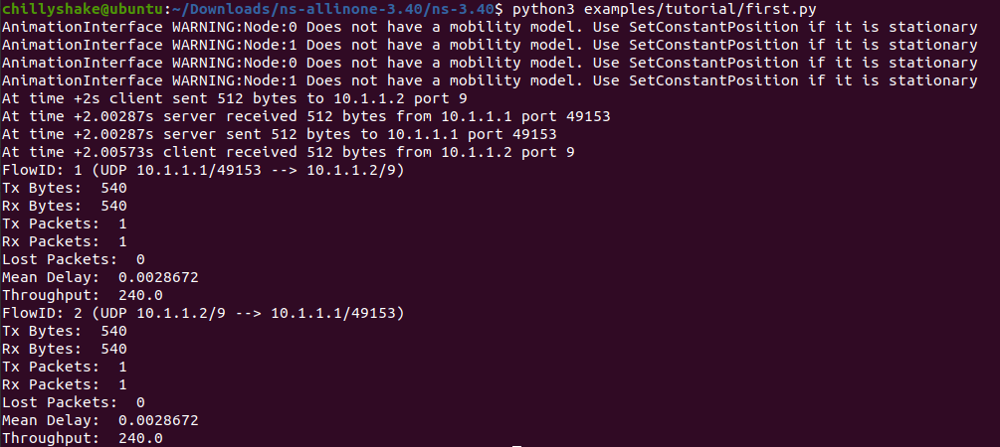 chillyshake@ubuntu:~/Downloads/ns-allinone-3.40/ns-3.40$ python3 examples/tutorial/first.py
AnimationInterface WARNING:Node:0 Does not have a mobility model. Use SetConstantPosition if it is stationary
AnimationInterface WARNING:Node:1 Does not have a mobility model. Use SetConstantPosition if it is stationary
AnimationInterface WARNING:Node:0 Does not have a mobility model. Use SetConstantPosition if it is stationary
AnimationInterface WARNING:Node:1 Does not have a mobility model. Use SetConstantPosition if it is stationary
At time +2s client sent 512 bytes to 10.1.1.2 port 9
At time +2.00287s server received 512 bytes from 10.1.1.1 port 49153
At time +2.00287s server sent 512 bytes to 10.1.1.1 port 49153
At time +2.00573s client received 512 bytes from 10.1.1.2 port 9
FlowID: 1 (UDP 10.1.1.1/49153 --> 10.1.1.2/9)
Tx Bytes:  540
Rx Bytes:  540
Tx Packets:  1
Rx Packets:  1
Lost Packets:  0
Mean Delay:  0.0028672
Throughput:  240.0
FlowID: 2 (UDP 10.1.1.2/9 --> 10.1.1.1/49153)
Tx Bytes:  540
Rx Bytes:  540
Tx Packets:  1
Rx Packets:  1
Lost Packets:  0
Mean Delay:  0.0028672
Throughput:  240.0